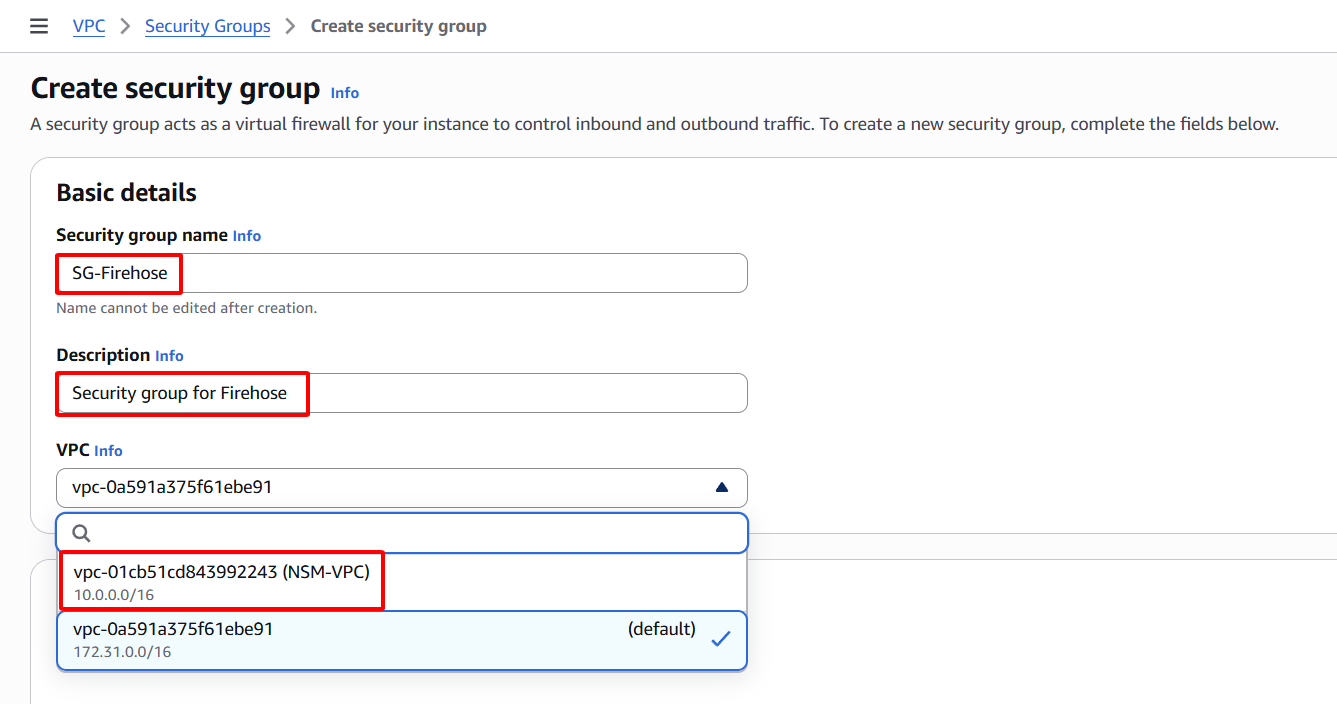 VPC > Security Groups > Create security group
Create security group Info
A security group acts as a virtual firewall for your instance to control inbound and outbound traffic. To create a new security group, complete the fields below.
Basic details
Security group name Info
SG-Firehose
Name cannot be edited after creation.
Description Info
Security group for Firehose
VPC Info
vpc-0a591a375f61ebe91
vpc-01cb51cd843992243 (NSM-VPC)
10.0.0.0/16
vpc-0a591a375f61ebe91 (default)
172.31.0.0/16